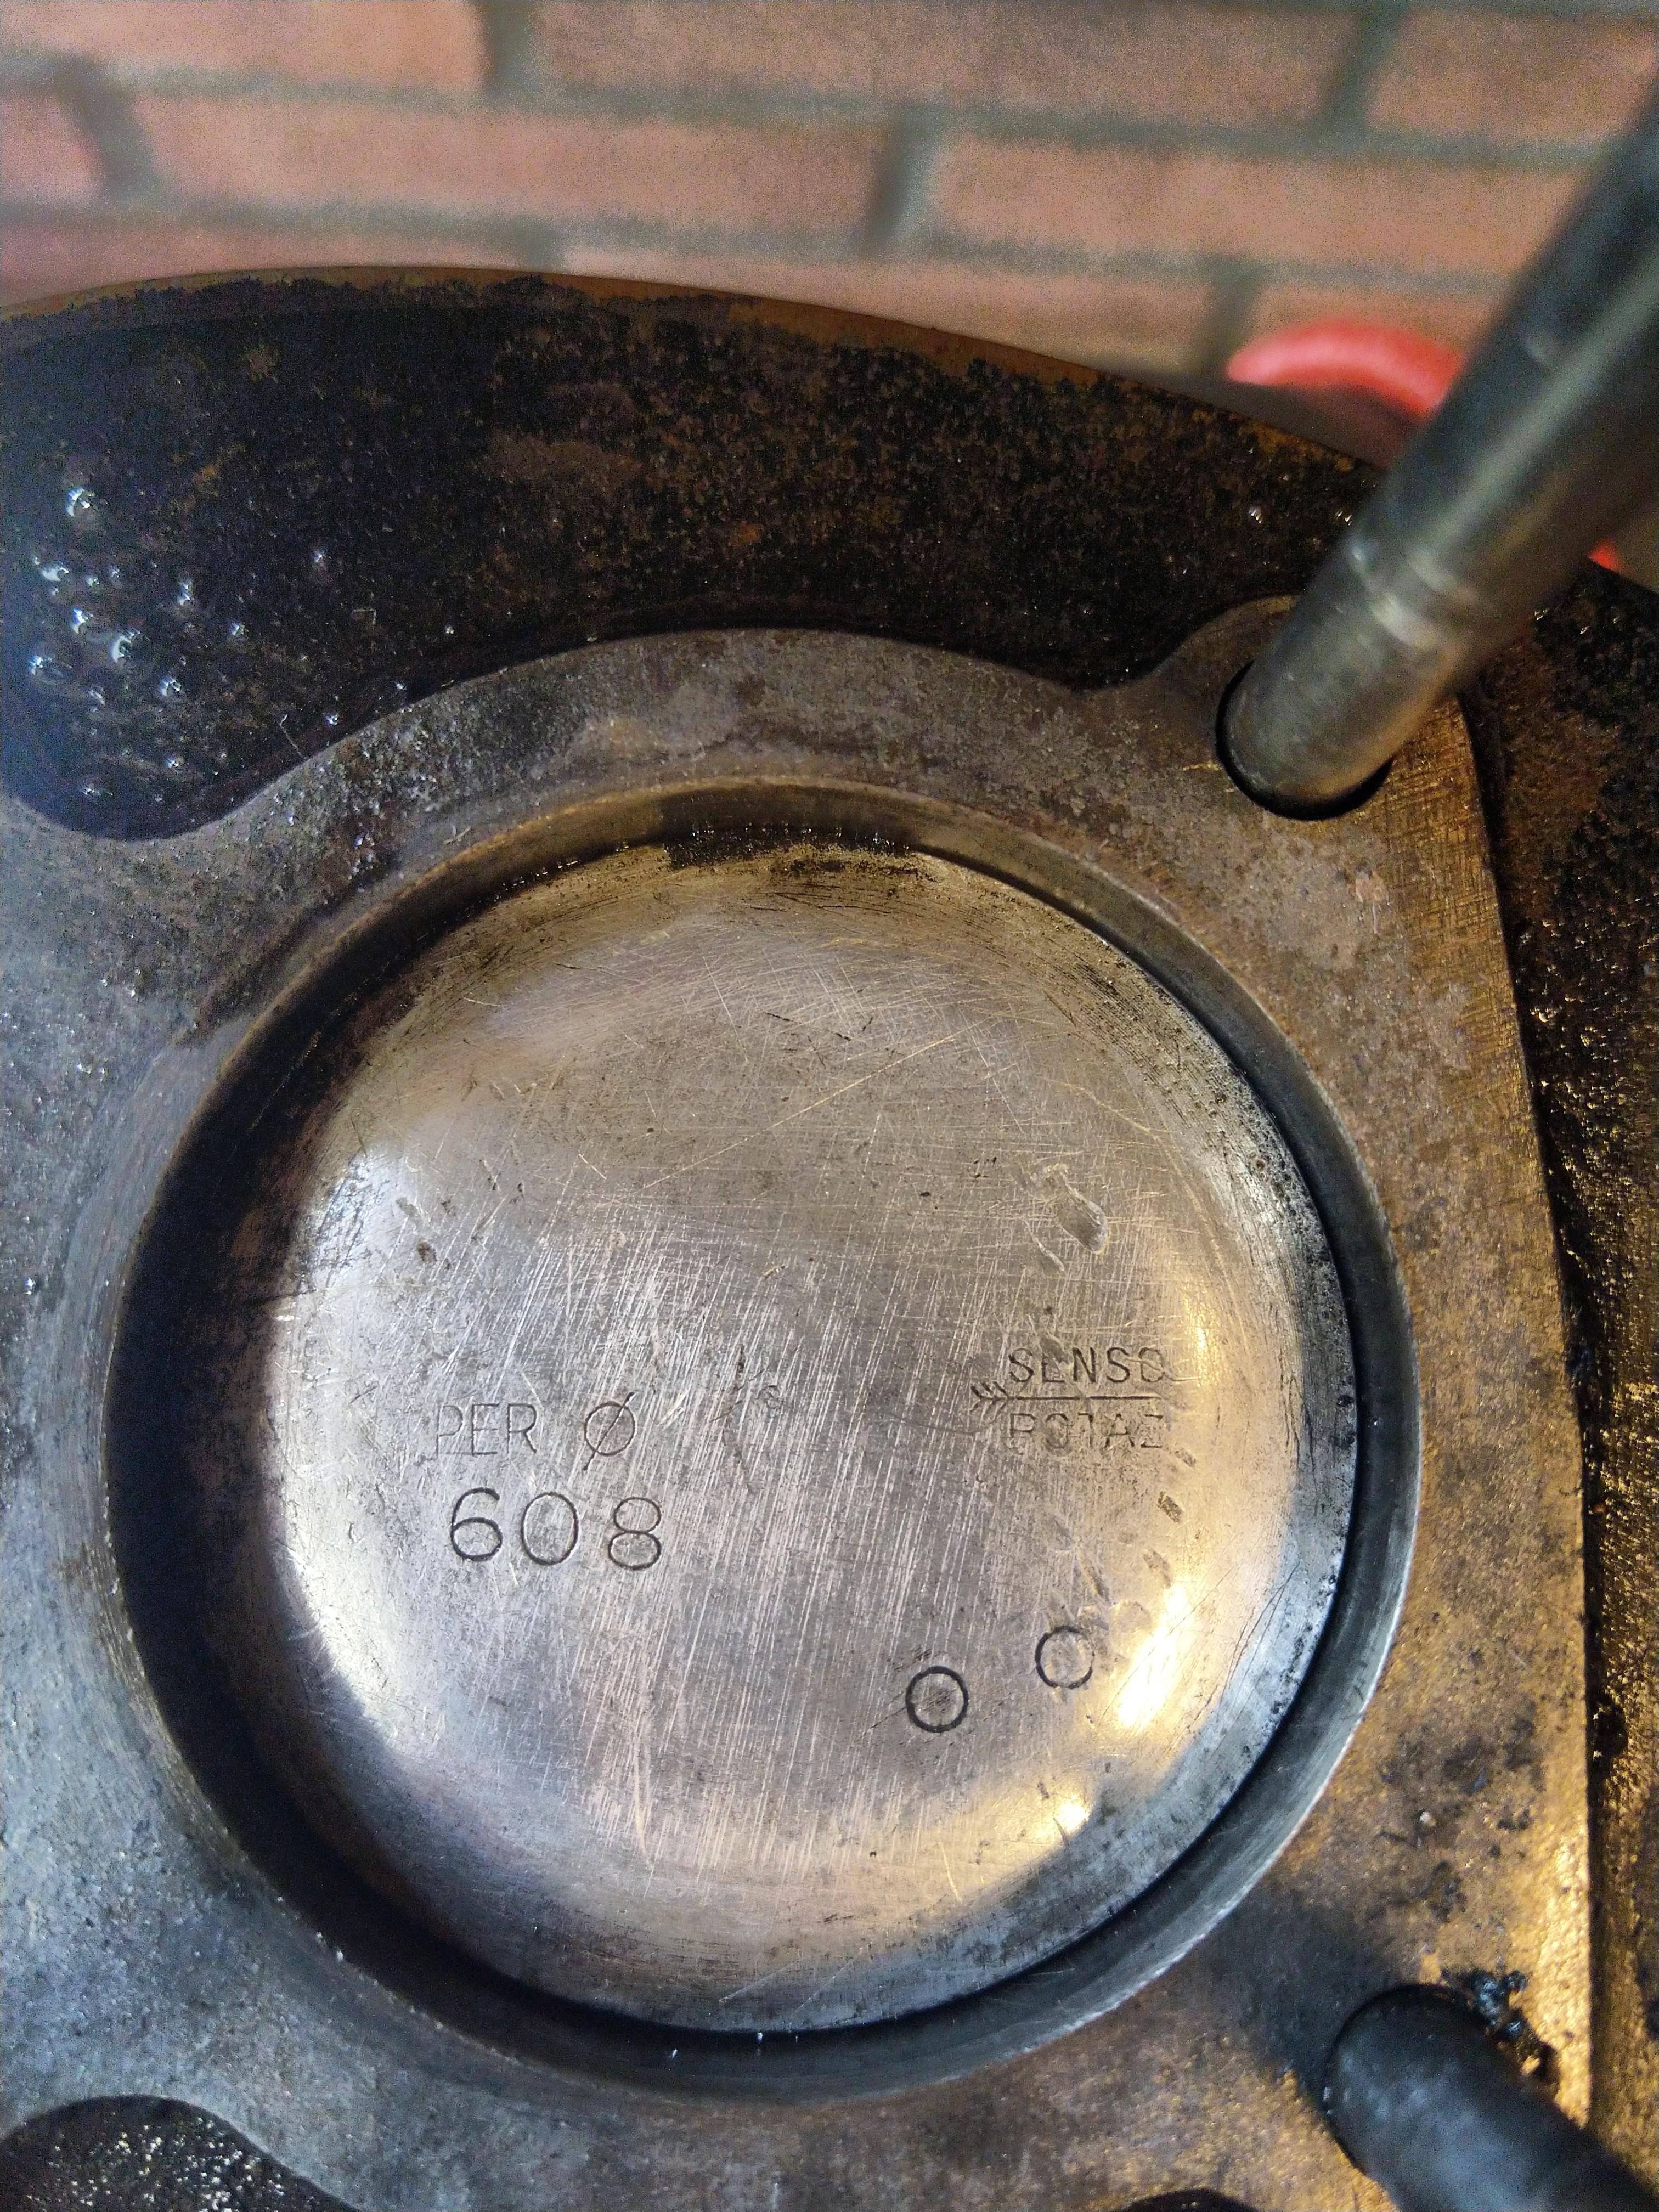 SENSO
ROTAZ
PER Ø
608
O O